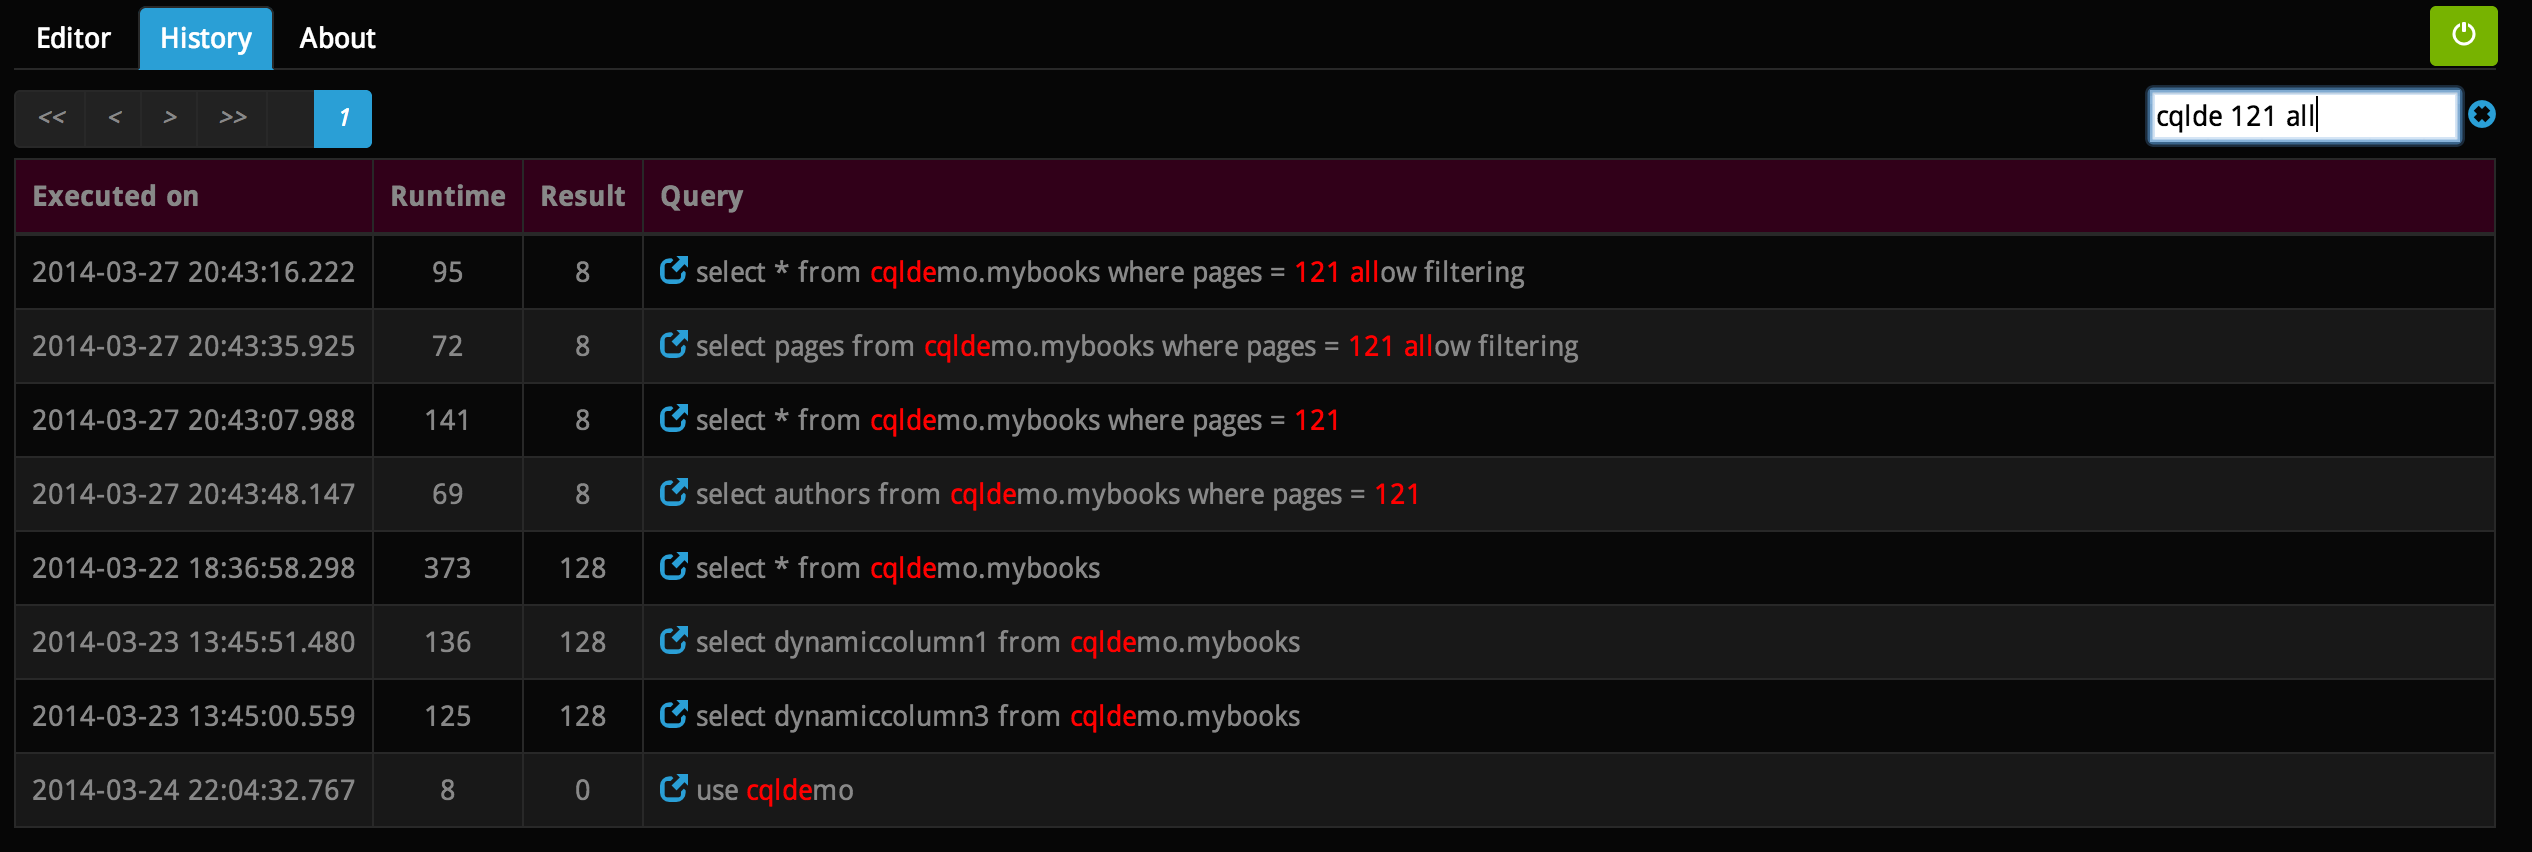 Editor History About
<< < > >> 1 cqlde 121 all
Executed on Runtime Result Query
2014-03-27 20:43:16.222 95 8 select * from cqldemo.mybooks where pages = 121 allow filtering
2014-03-27 20:43:35.925 72 8 select pages from cqldemo.mybooks where pages = 121 allow filtering
2014-03-27 20:43:07.988 141 8 select * from cqldemo.mybooks where pages = 121
2014-03-27 20:43:48.147 69 8 select authors from cqldemo.mybooks where pages = 121
2014-03-22 18:36:58.298 373 128 select * from cqldemo.mybooks
2014-03-23 13:45:51.480 136 128 select dynamiccolumn1 from cqldemo.mybooks
2014-03-23 13:45:00.559 125 128 select dynamiccolumn3 from cqldemo.mybooks
2014-03-24 22:04:32.767 8 0 use cqldemo